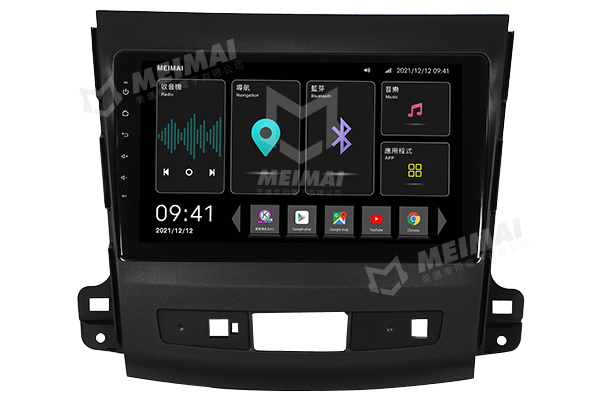 MEIMAI
2021/12/12 09:41
收音機
Radio
導航
Navigation
藍芽
Bluetooth
音樂
Music
應用程式
APP
09:41
2021/12/12
Google play
Google map
YouTube
Chrome
MEIMAI
MEIMAI
MEIMAI